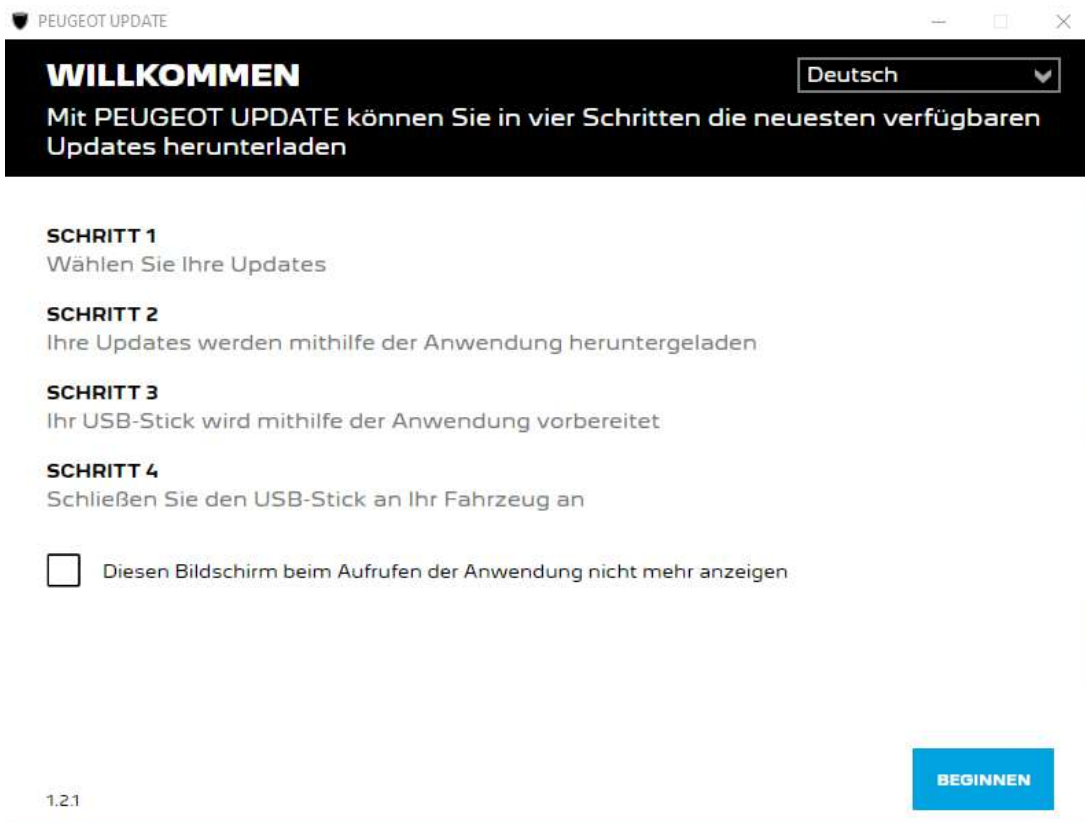 PEUGEOT UPDATE
WILLKOMMEN
Deutsch
Mit PEUGEOT UPDATE können Sie in vier Schritten die neuesten verfügbaren
Updates herunterladen
SCHRITT 1
Wählen Sie Ihre Updates
SCHRITT 2
Ihre Updates werden mithilfe der Anwendung heruntergeladen
SCHRITT 3
Ihr USB-Stick wird mithilfe der Anwendung vorbereitet
SCHRITT 4
Schließen Sie den USB-Stick an Ihr Fahrzeug an
Diesen Bildschirm beim Aufrufen der Anwendung nicht mehr anzeigen
BEGINNEN
1.2.1